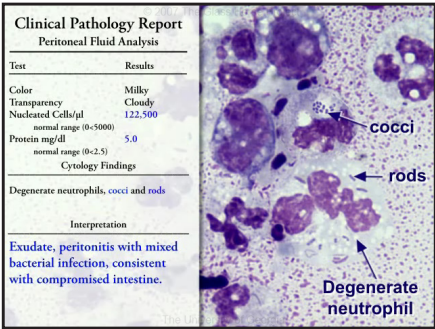 © 2007 The
Clinical Pathology Report
Peritoneal Fluid Analysis
Test Results
Color Milky
Transparency Cloudy
Nucleated Cells/µl 122,500
normal range (0<5000)
Protein mg/dl 5.0
normal range (0<2.5)
Cytology Findings
Degenerate neutrophils, cocci and rods
Interpretation
Exudate, peritonitis with mixed
bacterial infection, consistent
with compromised intestine.
cocci
rods
Degenerate
neutrophil